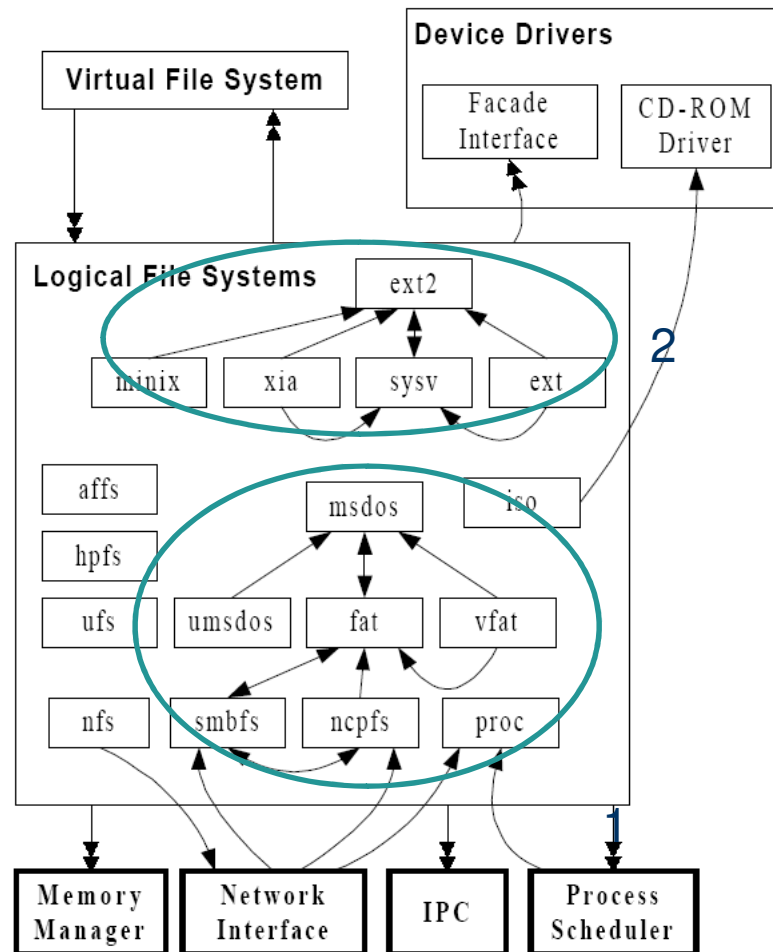 Device Drivers
Virtual File System
Facade
Interface
CD-ROM
Driver
Logical File Systems
ext2
2
minix
xia
sysv
ext
affs
msdos
iso
hpfs
ufs
umsdos
fat
vfat
nfs
smbfs
ncpfs
proc
1
Memory
Manager
Network
Interface
IPC
Process
Scheduler